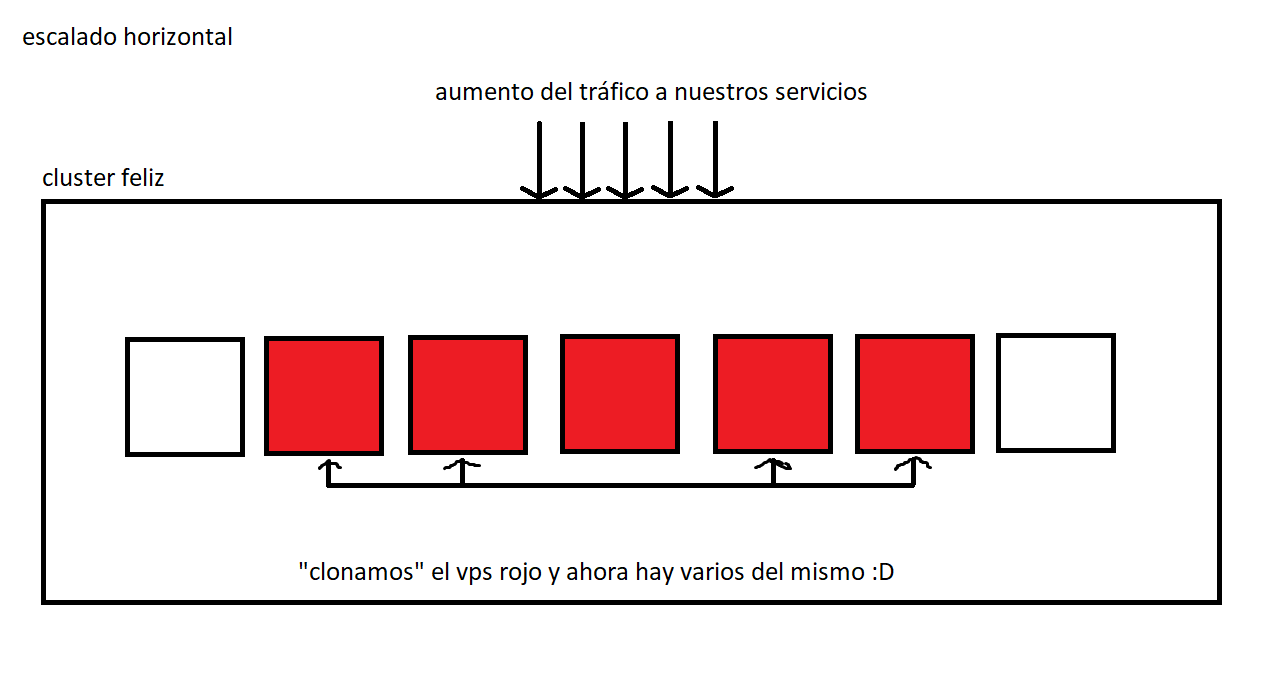 escalado horizontal
aumento del tráfico a nuestros servicios
cluster feliz
"clonamos" el vps rojo y ahora hay varios del mismo :D